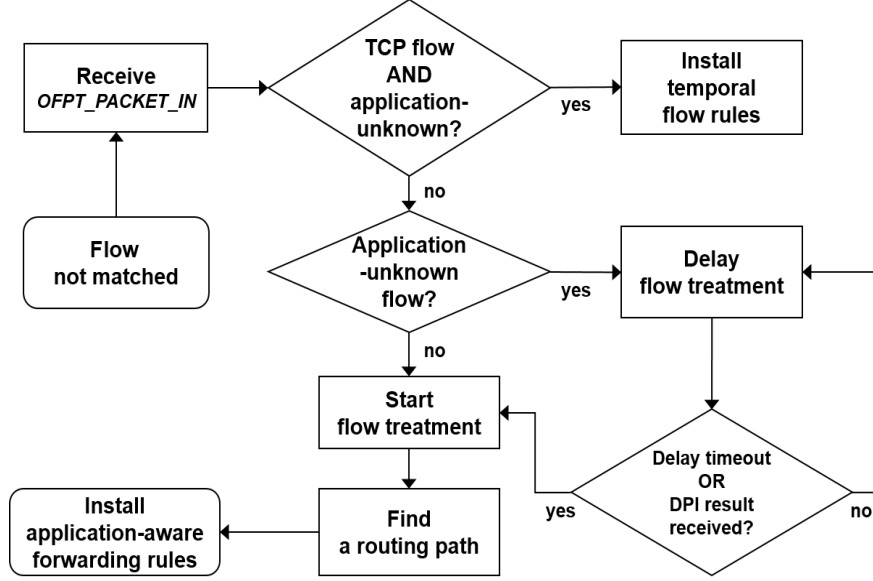 Receive
OFPT_PACKET_IN
TCP flow
AND
application-
unknown?
yes
Install
temporal
flow rules
no
Flow
not matched
Application
-unknown
flow?
yes
Delay
flow treatment
no
Start
flow treatment
Delay timeout
OR
DPI result
received?
yes
no
Install
application-aware
forwarding rules
Find
a routing path